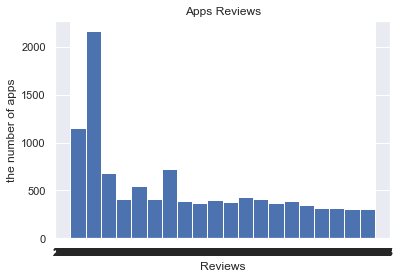 Apps Reviews
the number of apps
2000
1500
1000
500
0
Reviews